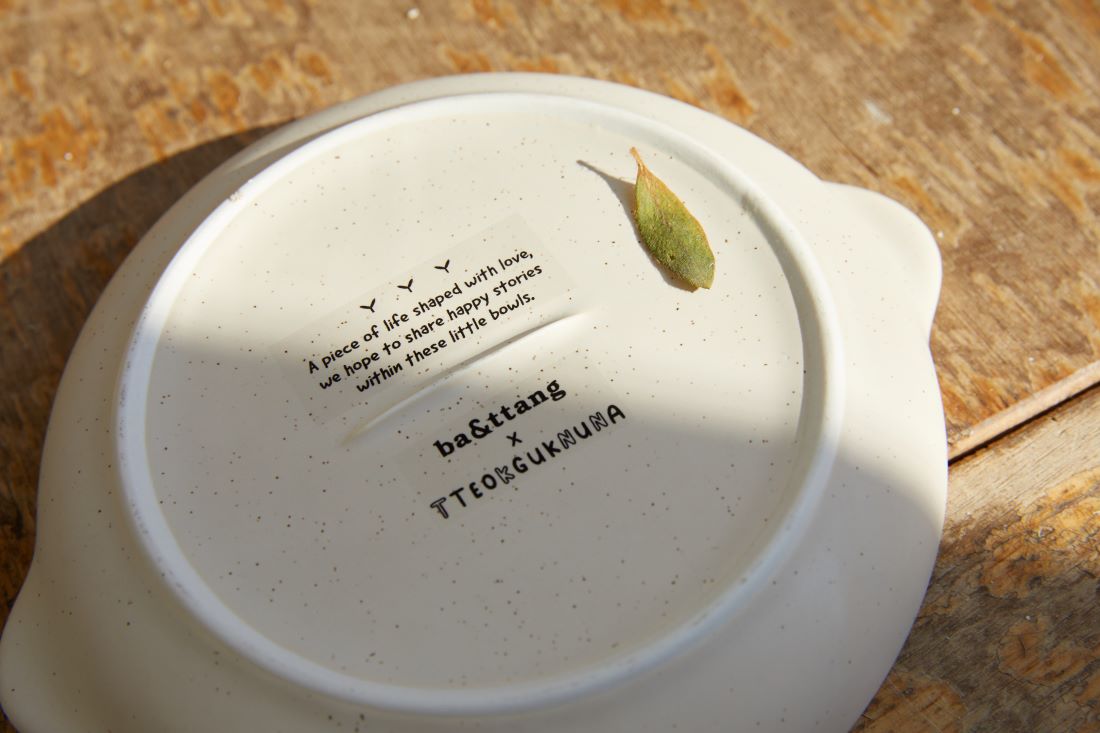 A piece of life shaped with love,
we hope to share happy stories
within these little bowls.
ba&ttang
x
TTEOKGUKNUNA